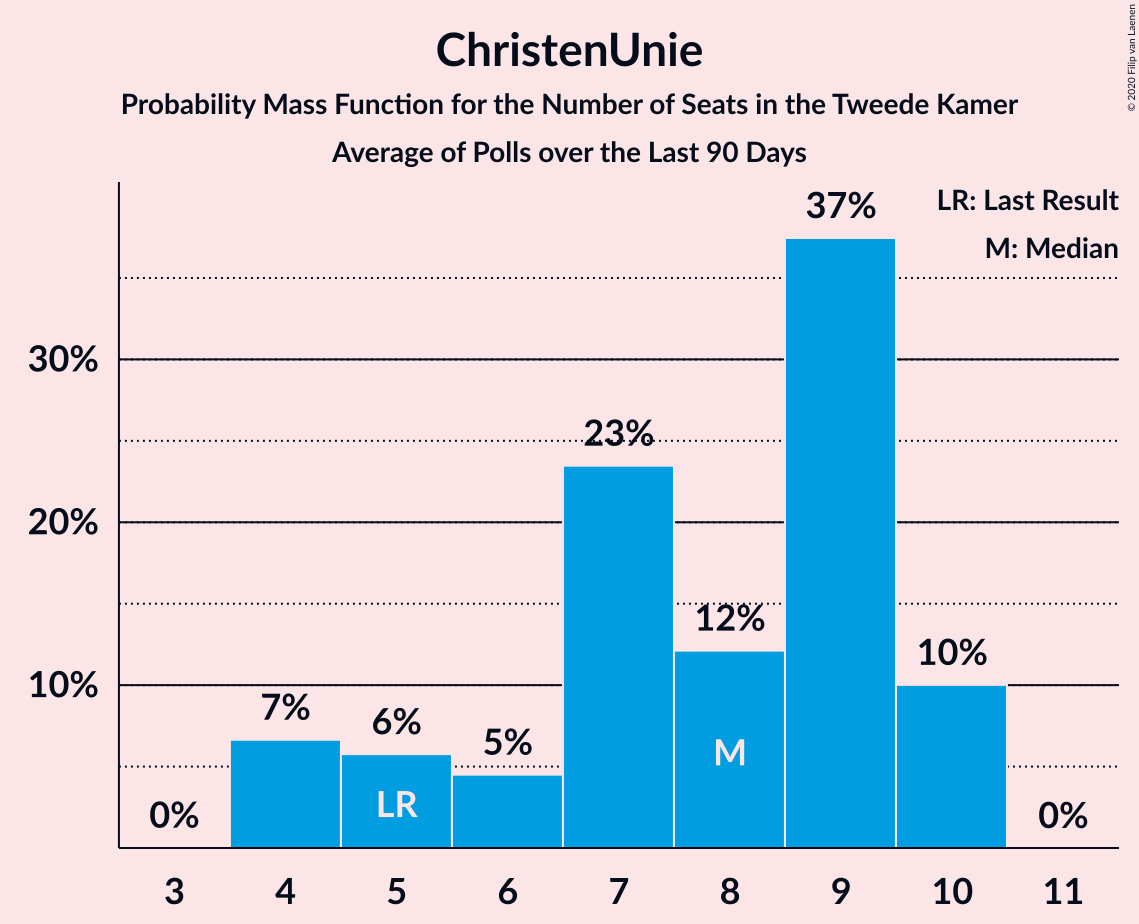 ChristenUnie
Probability Mass Function for the Number of Seats in the Tweede Kamer
Average of Polls over the Last 90 Days
© 2020 Filip van Laenen
LR: Last Result
M: Median
37%
30%
23%
20%
12%
10%
10%
7%
6%
5%
M
LR
0%
0%
3 4 5 6 7 8 9 10 11